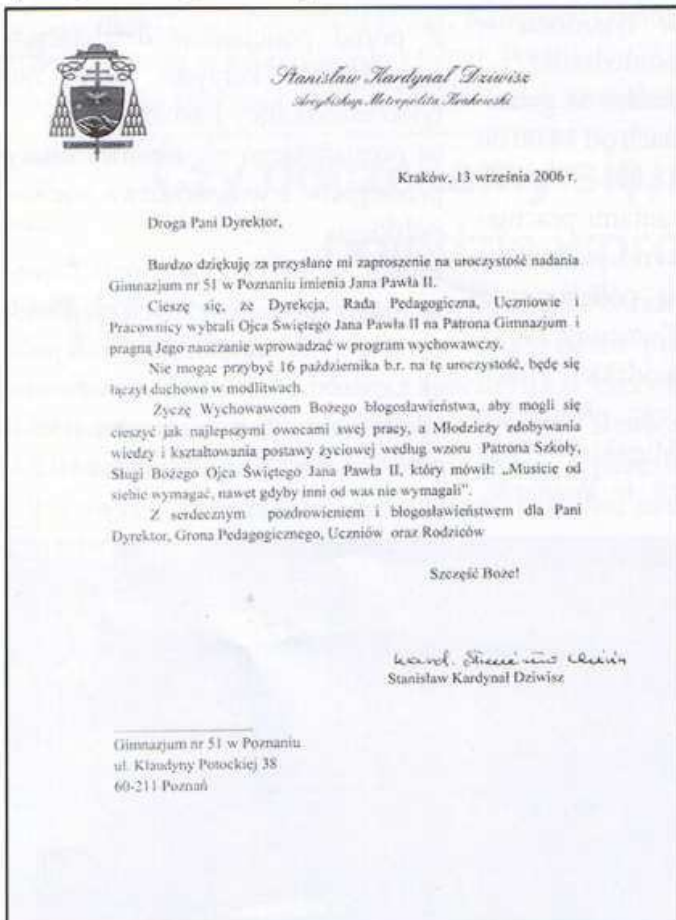 Stanisław Kardynał Dziwisz
Arcybiskup Metropolita Krakowski
Kraków, 13 września 2006 r.
Droga Pani Dyrektor,
Bardzo dziękuję za przysłane mi zaproszenie na uroczystość nadania
Gimnazjum nr 51 w Poznaniu imienia Jana Pawła II.
Cieszę się, że Dyrekcja, Rada Pedagogiczna, Uczniowie i
Pracownicy wybrali Ojca Świętego Jana Pawła II na Patrona Gimnazjum i
pragną Jego nauczanie wprowadzać w program wychowawczy.
Nie mogąc przybyć 16 października b.r. na tę uroczystość, będę się
łączył duchowo w modlitwach.
Życzę Wychowawcom Bożego błogosławieństwa, aby mogli się
cieszyć jak najlepszymi owocami swej pracy, a Młodzieży zdobywania
wiedzy i kształtowania postawy życiowej według wzoru Patrona Szkoły,
Sługi Bożego Ojca Świętego Jana Pawła II, który mówił: „Musicie od
siebie wymagać, nawet gdyby inni od was nie wymagali”.
Z serdecznym pozdrowieniem i błogosławieństwem dla Pani
Dyrektor, Grona Pedagogicznego, Uczniów oraz Rodziców
Szczęść Boże!
Stanisław Kardynał Dziwisz
Gimnazjum nr 51 w Poznaniu
ul. Klaudyny Potockiej 38
60-211 Poznań